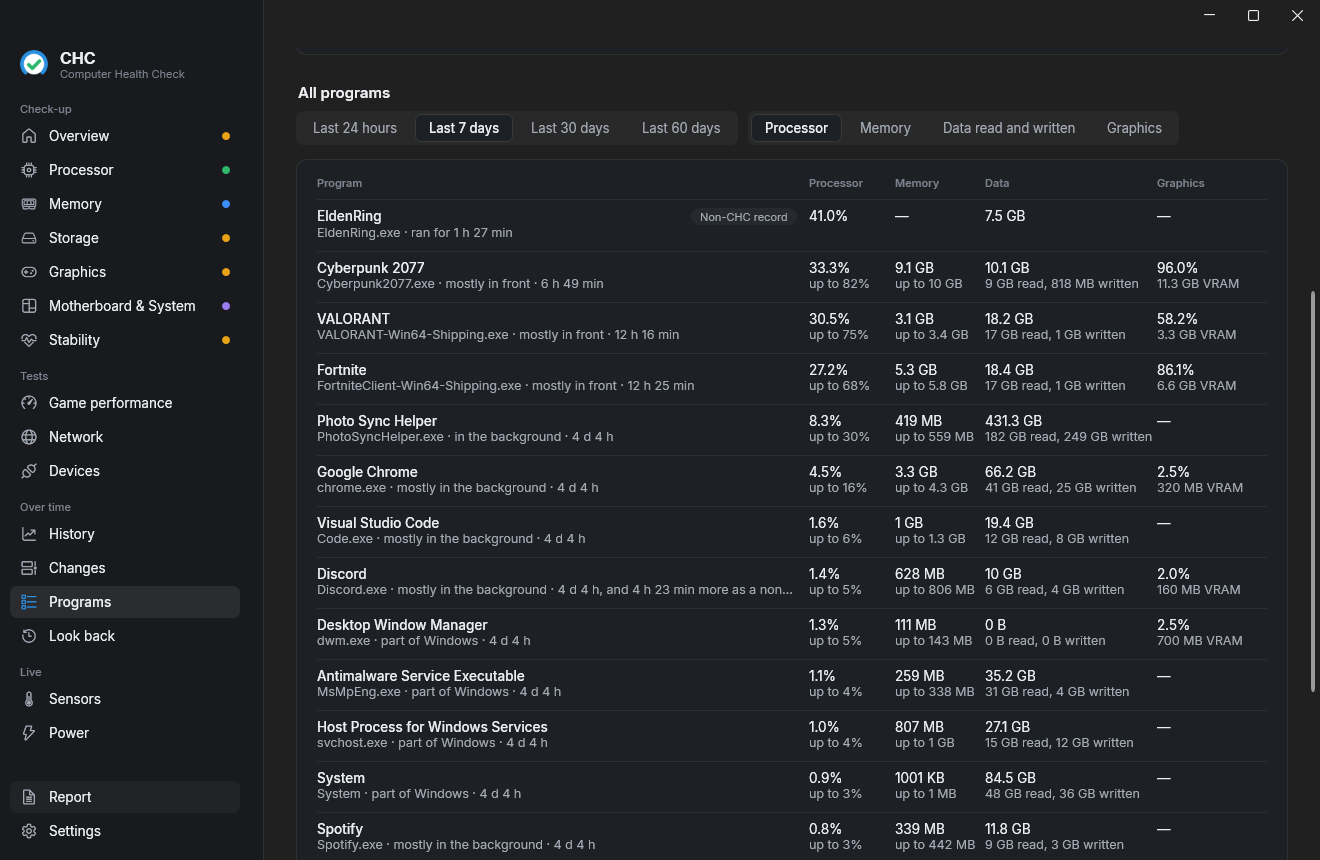 CHC
Computer Health Check
Check-up
Overview
Processor
Memory
Storage
Graphics
Motherboard & System
Stability
Tests
Game performance
Network
Devices
Over time
History
Changes
Programs
Look back
Live
Sensors
Power
Report
Settings
All programs
Last 24 hours Last 7 days Last 30 days Last 60 days Processor Memory Data read and written Graphics
Program Processor Memory Data Graphics
EldenRing Non-CHC record 41.0% — 7.5 GB —
EldenRing.exe · ran for 1 h 27 min
Cyberpunk 2077 33.3% 9.1 GB 10.1 GB 96.0%
Cyberpunk2077.exe · mostly in front · 6 h 49 min up to 82% up to 10 GB 9 GB read, 818 MB written 11.3 GB VRAM
VALORANT 30.5% 3.1 GB 18.2 GB 58.2%
VALORANT-Win64-Shipping.exe · mostly in front · 12 h 16 min up to 75% up to 3.4 GB 17 GB read, 1 GB written 3.3 GB VRAM
Fortnite 27.2% 5.3 GB 18.4 GB 86.1%
FortniteClient-Win64-Shipping.exe · mostly in front · 12 h 25 min up to 68% up to 5.8 GB 17 GB read, 1 GB written 6.6 GB VRAM
Photo Sync Helper 8.3% 419 MB 431.3 GB —
PhotoSyncHelper.exe · in the background · 4 d 4 h up to 30% up to 559 MB 182 GB read, 249 GB written
Google Chrome 4.5% 3.3 GB 66.2 GB 2.5%
chrome.exe · mostly in the background · 4 d 4 h up to 16% up to 4.3 GB 41 GB read, 25 GB written 320 MB VRAM
Visual Studio Code 1.6% 1 GB 19.4 GB —
Code.exe · mostly in the background · 4 d 4 h up to 6% up to 1.3 GB 12 GB read, 8 GB written
Discord 1.4% 628 MB 10 GB 2.0%
Discord.exe · mostly in the background · 4 d 4 h, and 4 h 23 min more as a non... up to 5% up to 806 MB 6 GB read, 4 GB written 160 MB VRAM
Desktop Window Manager 1.3% 111 MB 0 B 2.5%
dwm.exe · part of Windows · 4 d 4 h up to 5% up to 143 MB 0 B read, 0 B written 700 MB VRAM
Antimalware Service Executable 1.1% 259 MB 35.2 GB —
MsMpEng.exe · part of Windows · 4 d 4 h up to 4% up to 338 MB 31 GB read, 4 GB written
Host Process for Windows Services 1.0% 807 MB 27.1 GB —
svchost.exe · part of Windows · 4 d 4 h up to 4% up to 1 GB 15 GB read, 12 GB written
System 0.9% 1001 KB 84.5 GB —
System · part of Windows · 4 d 4 h up to 3% up to 1 MB 48 GB read, 36 GB written
Spotify 0.8% 339 MB 11.8 GB —
Spotify.exe · mostly in the background · 4 d 4 h up to 3% up to 442 MB 9 GB read, 3 GB written